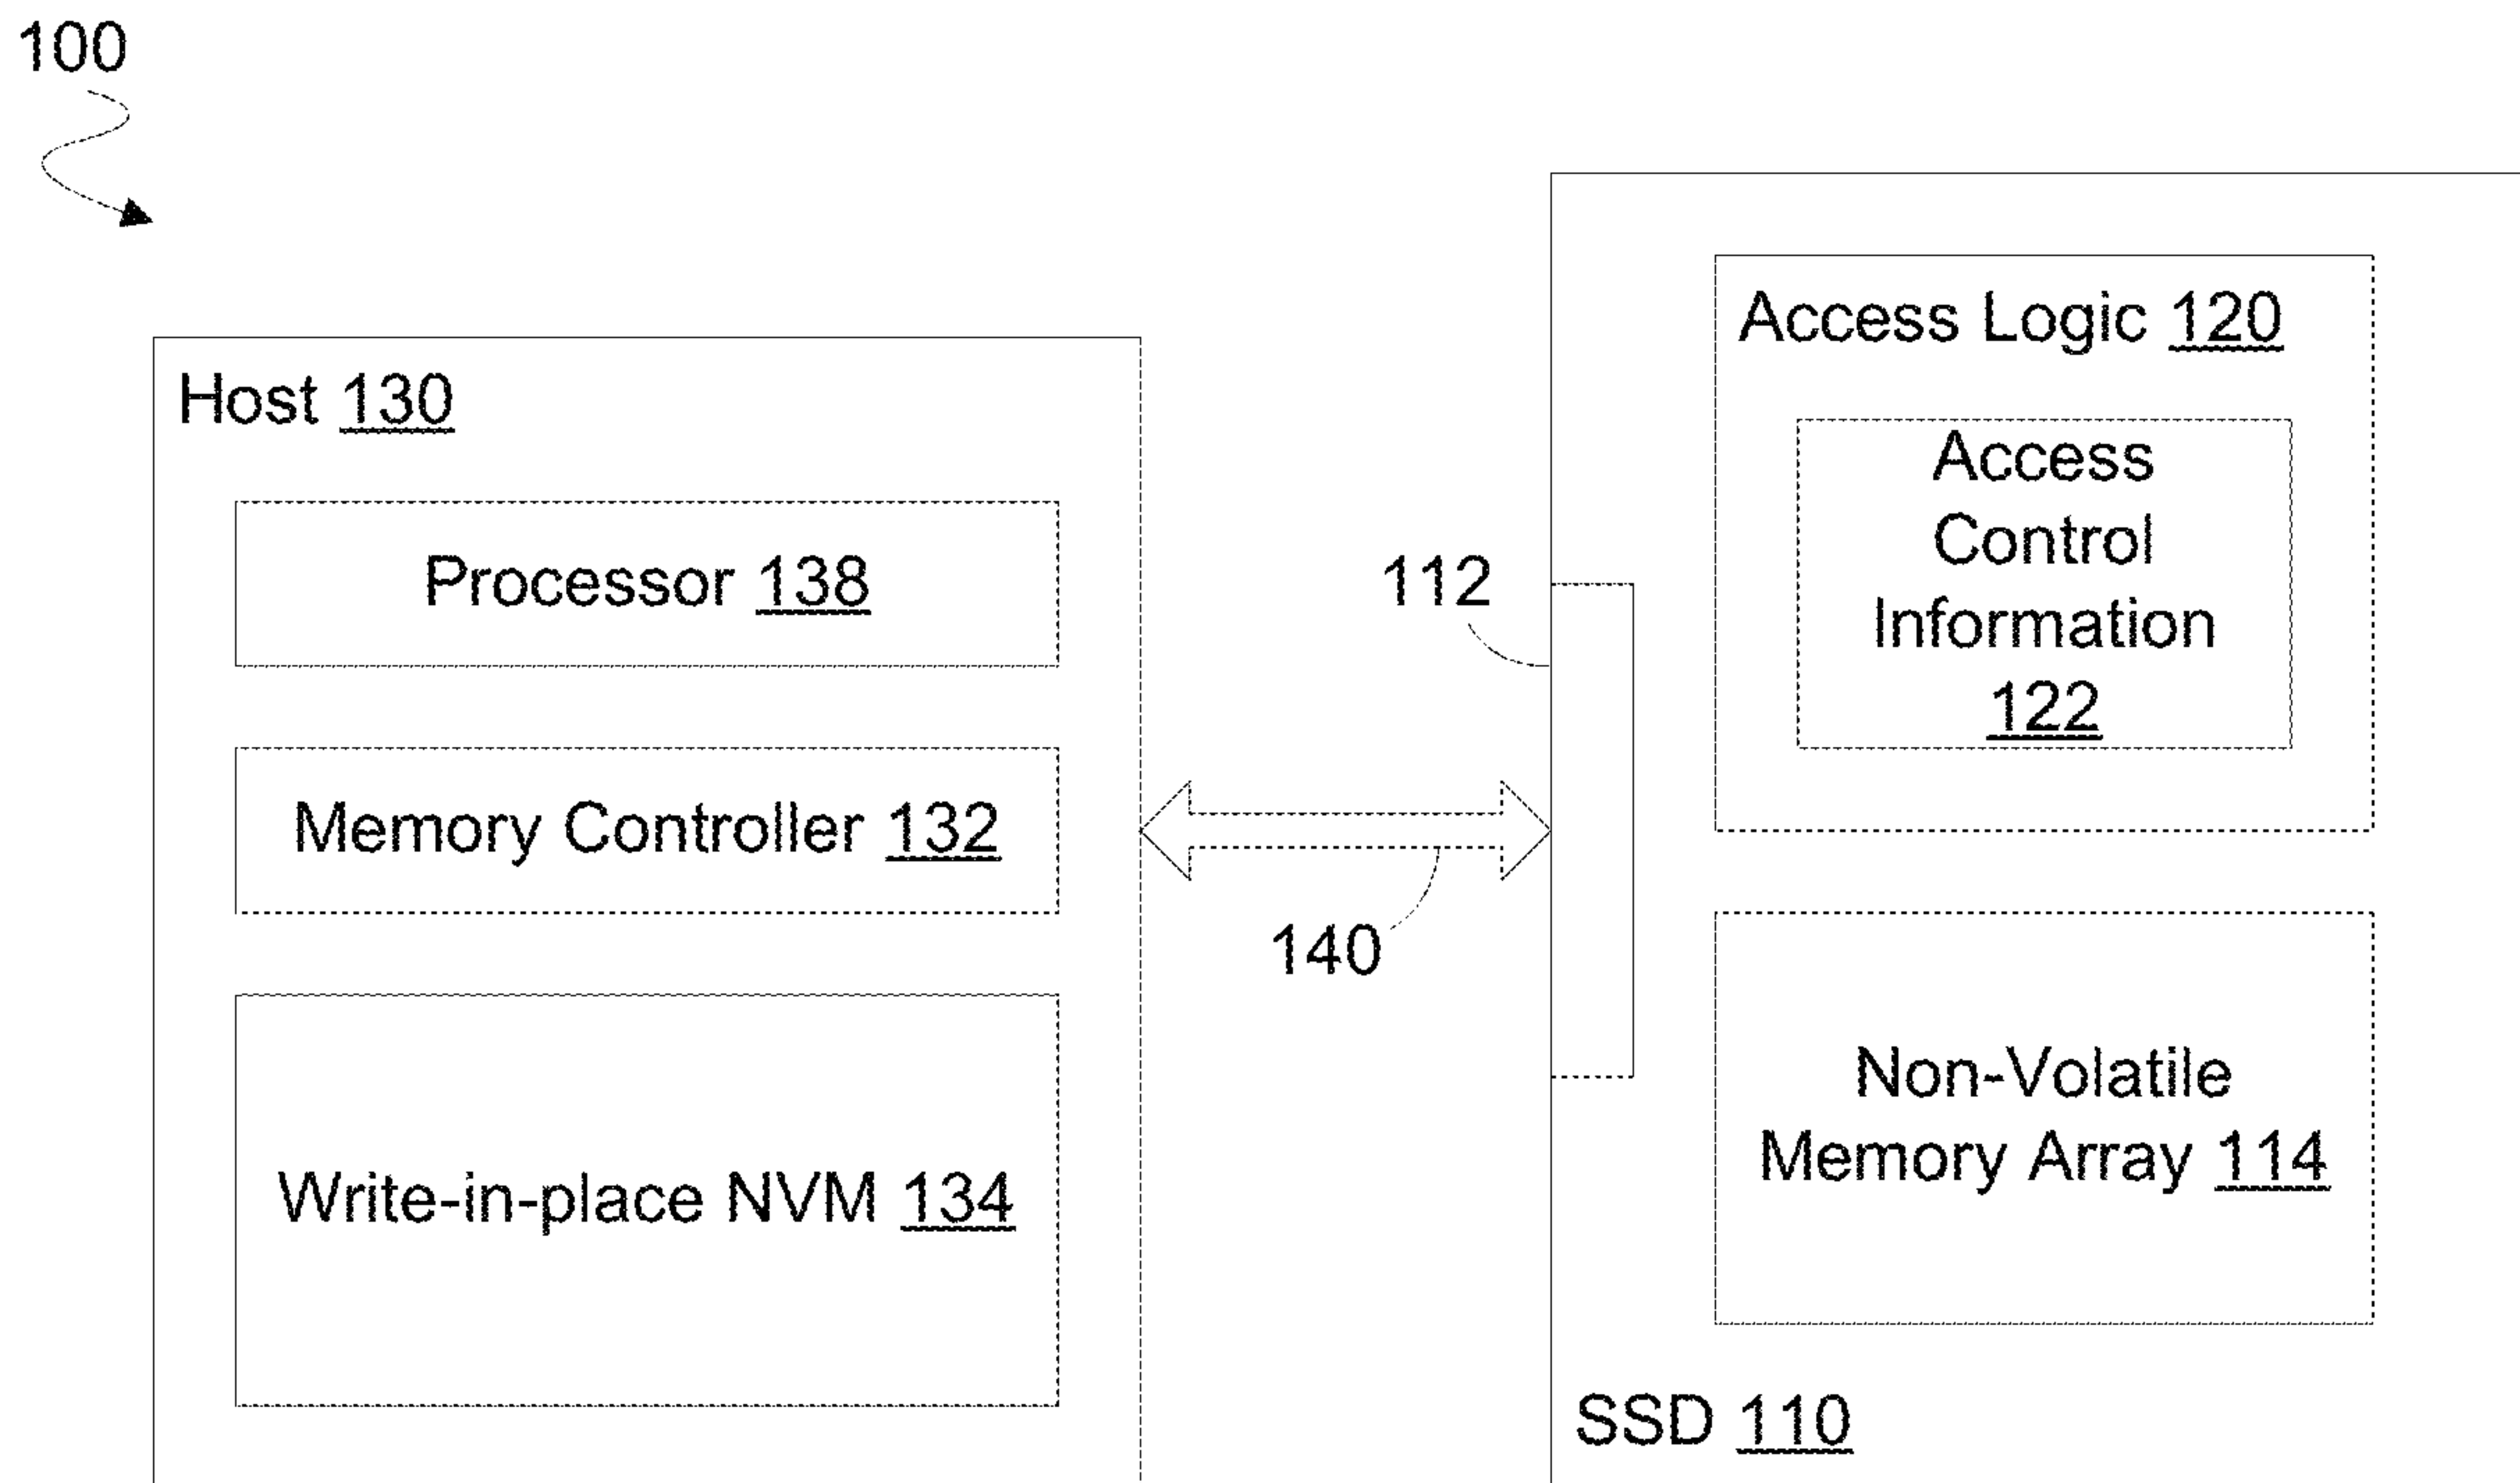 100
Host 130
Processor 138
Memory Controller 132
Write-in-place NVM 134
112
140
Access Logic 120
Access
Control
Information
122
Non-Volatile
Memory Array 114
SSD 110